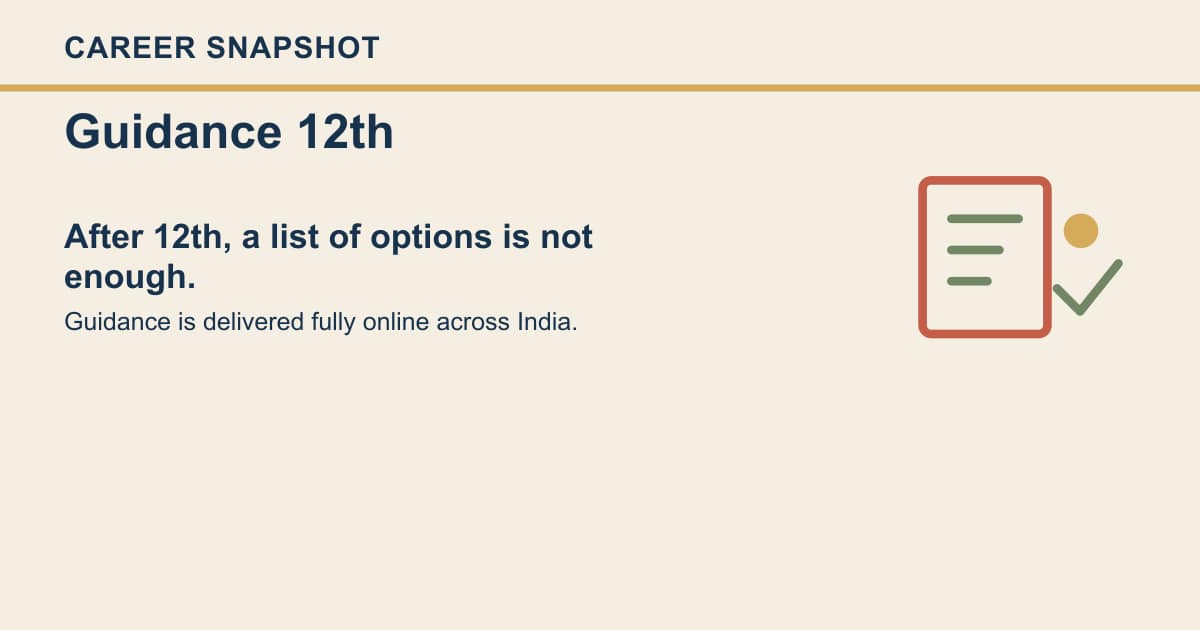 CAREER SNAPSHOT
Guidance 12th
After 12th, a list of options is not
enough.
Guidance is delivered fully online across India.